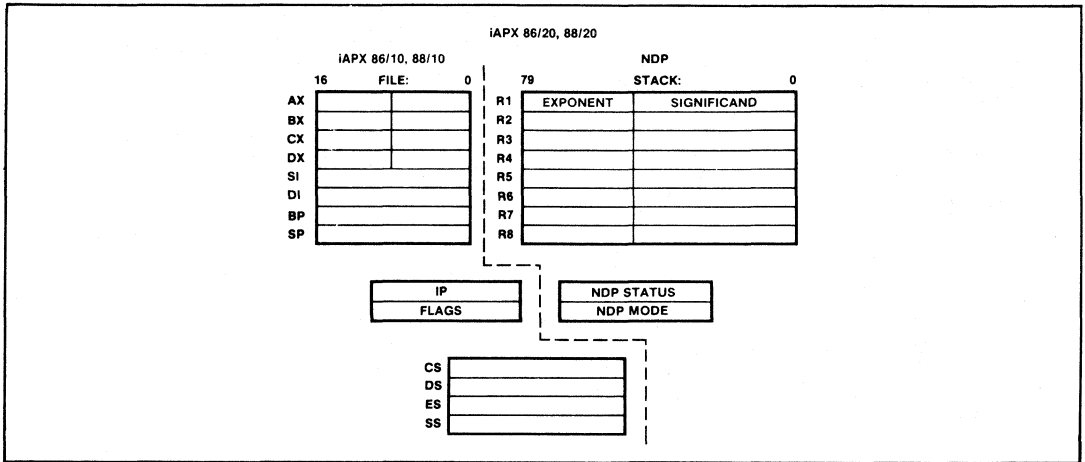 iAPX 86/20, 88/20
iAPX 86/10, 88/10
16 FILE: 0
AX
BX
CX
DX
SI
DI
BP
SP
NDP
79 STACK: 0
R1 EXPONENT SIGNIFICAND
R2
R3
R4
R5
R6
R7
R8
IP
FLAGS
NDP STATUS
NDP MODE
CS
DS
ES
SS